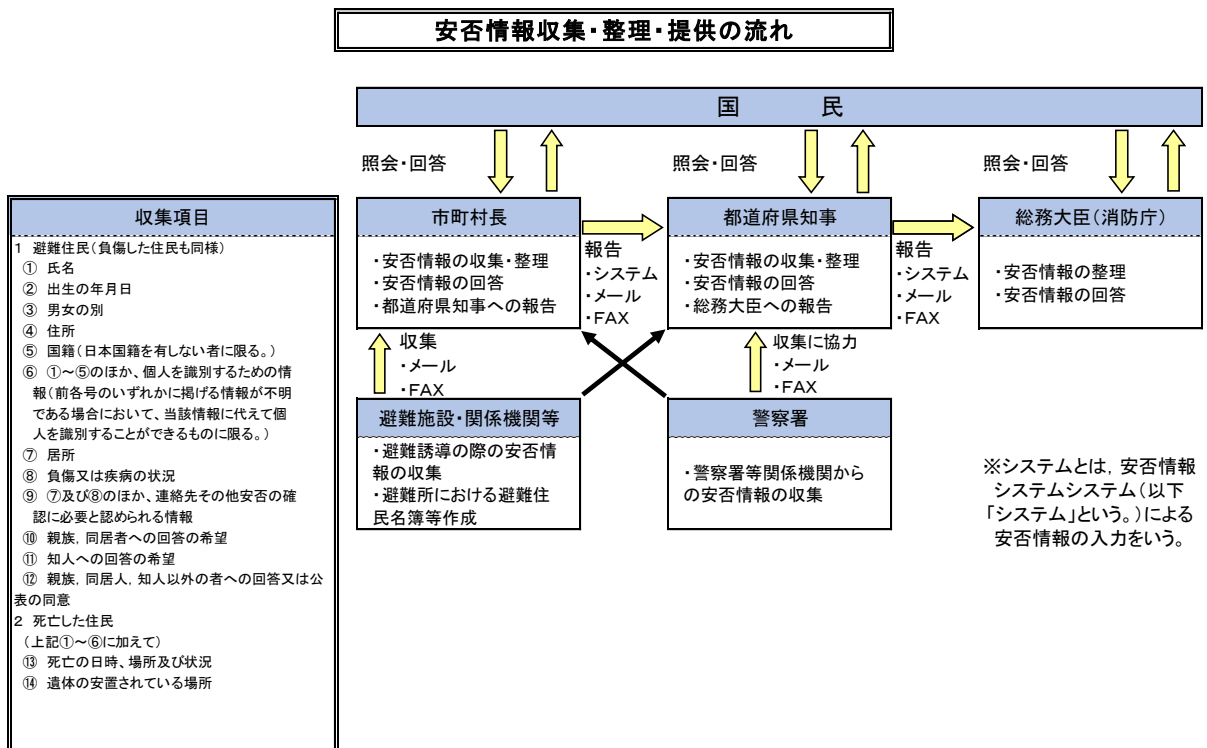 安否情報収集・整理・提供の流れ
国　　民
照会・回答
照会・回答
照会・回答
収集項目
1 避難住民(負傷した住民も同様)
① 氏名
② 出生の年月日
③ 男女の別
④ 住所
⑤ 国籍(日本国籍を有しない者に限る。)
⑥ ①～⑤のほか、個人を識別するための情
報(前各号のいずれかに掲げる情報が不明
である場合において、当該情報に代えて個
人を識別することができるものに限る。)
⑦ 居所
⑧ 負傷又は疾病の状況
⑨ ⑦及び⑧のほか、連絡先その他安否の確
認に必要と認められる情報
⑩ 親族，同居者への回答の希望
⑪ 知人への回答の希望
⑫ 親族，同居人，知人以外の者への回答又は公
表の同意
2 死亡した住民
(上記①～⑥に加えて)
⑬ 死亡の日時、場所及び状況
⑭ 遺体の安置されている場所
市町村長
・安否情報の収集・整理
・安否情報の回答
・都道府県知事への報告
報告
・システム
・メール
・FAX
都道府県知事
・安否情報の収集・整理
・安否情報の回答
・総務大臣への報告
報告
・システム
・メール
・FAX
総務大臣(消防庁)
・安否情報の整理
・安否情報の回答
収集
・メール
・FAX
収集に協力
・メール
・FAX
避難施設・関係機関等
・避難誘導の際の安否情
報の収集
・避難所における避難住
民名簿等作成
警察署
・警察署等関係機関から
の安否情報の収集
※システムとは，安否情報
システムシステム(以下
「システム」という。)による
安否情報の入力をいう。